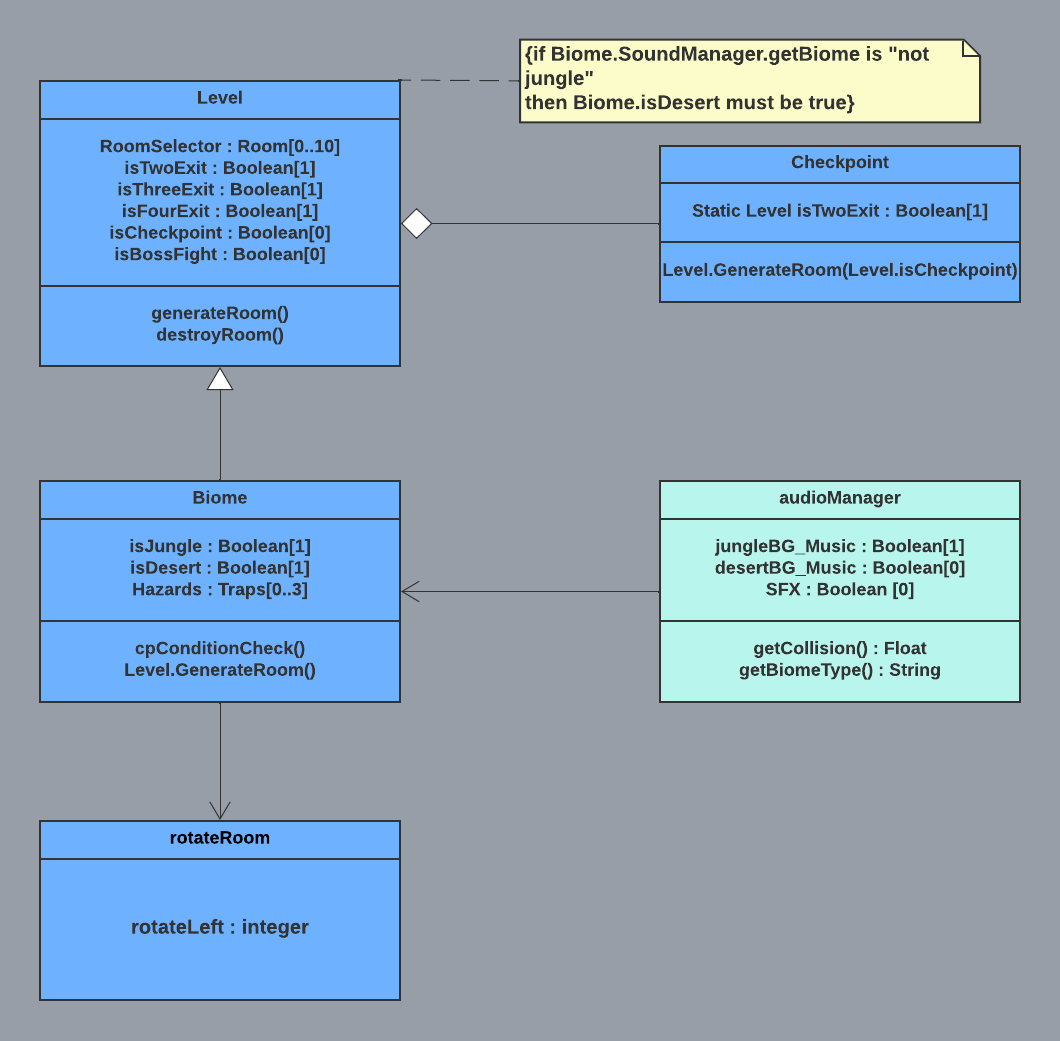 {if Biome.SoundManager.getBiome is "not
jungle"
then Biome.isDesert must be true}
Level
RoomSelector : Room[0..10]
isTwoExit : Boolean[1]
isThreeExit : Boolean[1]
isFourExit : Boolean[1]
isCheckpoint : Boolean[0]
isBossFight : Boolean[0]
generateRoom()
destroyRoom()
Checkpoint
Static Level isTwoExit : Boolean[1]
Level.GenerateRoom(Level.isCheckpoint)
Biome
isJungle : Boolean[1]
isDesert : Boolean[1]
Hazards : Traps[0..3]
cpConditionCheck()
Level.GenerateRoom()
audioManager
jungleBG_Music : Boolean[1]
desertBG_Music : Boolean[0]
SFX : Boolean [0]
getCollision() : Float
getBiomeType() : String
rotateRoom
rotateLeft : integer